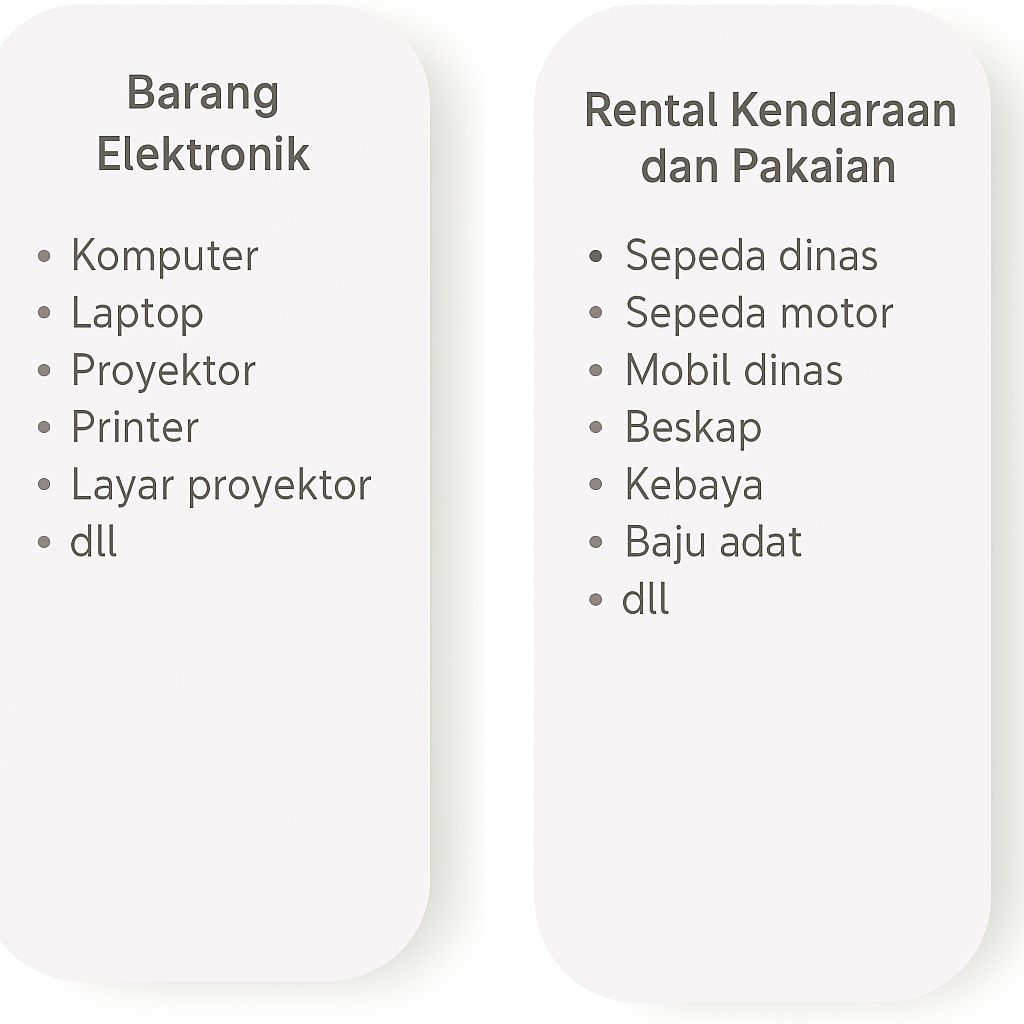 Barang
Elektronik
• Komputer
• Laptop
• Proyektor
• Printer
• Layar proyektor
• dll
Rental Kendaraan
dan Pakaian
• Sepeda dinas
• Sepeda motor
• Mobil dinas
• Beskap
• Kebaya
• Baju adat
• dll